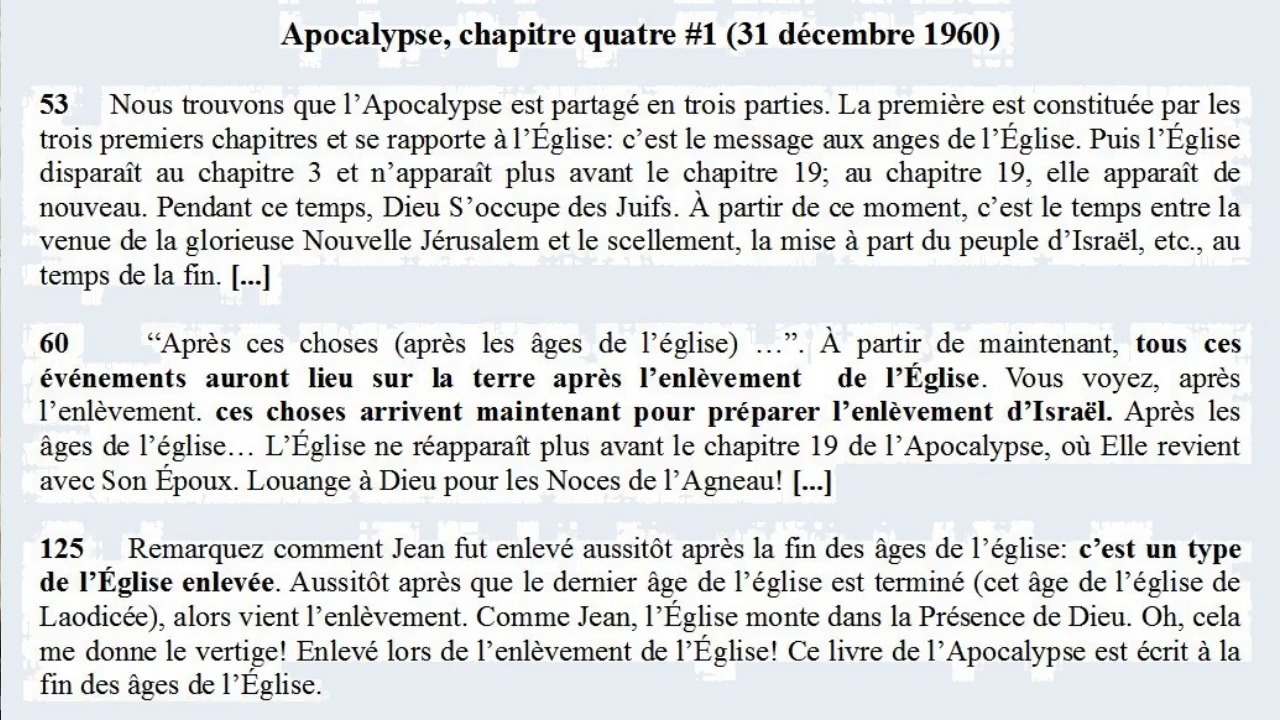 Apocalypse, chapitre quatre #1 (31 décembre 1960)
53 Nous trouvons que l’Apocalypse est partagé en trois parties. La première est constituée par les
trois premiers chapitres et se rapporte à l’Église: c’est le message aux anges de l’Église. Puis l’Église
disparaît au chapitre 3 et n’apparaît plus avant le chapitre 19; au chapitre 19, elle apparaît de
nouveau. Pendant ce temps, Dieu S’occupe des Juifs. À partir de ce moment, c’est le temps entre la
venue de la glorieuse Nouvelle Jérusalem et le scellement, la mise à part du peuple d’Israël, etc., au
temps de la fin. [...]
60 “Après ces choses (après les âges de l’église) …”. À partir de maintenant, tous ces
événements auront lieu sur la terre après l’enlèvement de l’Église. Vous voyez, après
l’enlèvement. ces choses arrivent maintenant pour préparer l’enlèvement d’Israël. Après les
âges de l’église… L’Église ne réapparaît plus avant le chapitre 19 de l’Apocalypse, où Elle revient
avec Son Époux. Louange à Dieu pour les Noces de l’Agneau! [...]
125 Remarquez comment Jean fut enlevé aussitôt après la fin des âges de l’église: c’est un type
de l’Église enlevée. Aussitôt après que le dernier âge de l’église est terminé (cet âge de l’église de
Laodicée), alors vient l’enlèvement. Comme Jean, l’Église monte dans la Présence de Dieu. Oh, cela
me donne le vertige! Enlevé lors de l’enlèvement de l’Église! Ce livre de l’Apocalypse est écrit à la
fin des âges de l’Église.